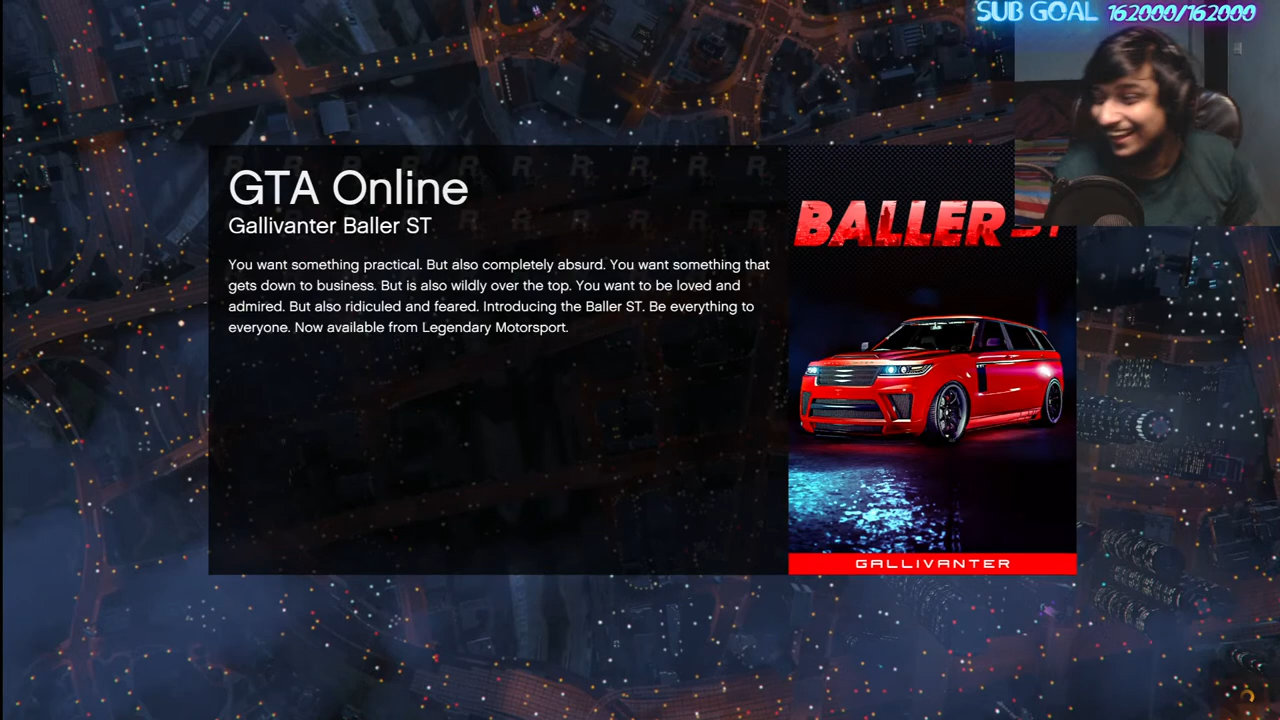 SUB GOAL 162000/162000
GTA Online
Gallivanter Baller ST
You want something practical. But also completely absurd. You want something that
gets down to business. But is also wildly over the top. You want to be loved and
admired. But also ridiculed and feared. Introducing the Baller ST. Be everything to
everyone. Now available from Legendary Motorsport.
BALLER ST
GALLIVANTER